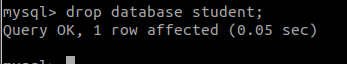 mysql> drop database student;
Query OK, 1 row affected (0.05 sec)

mysql>